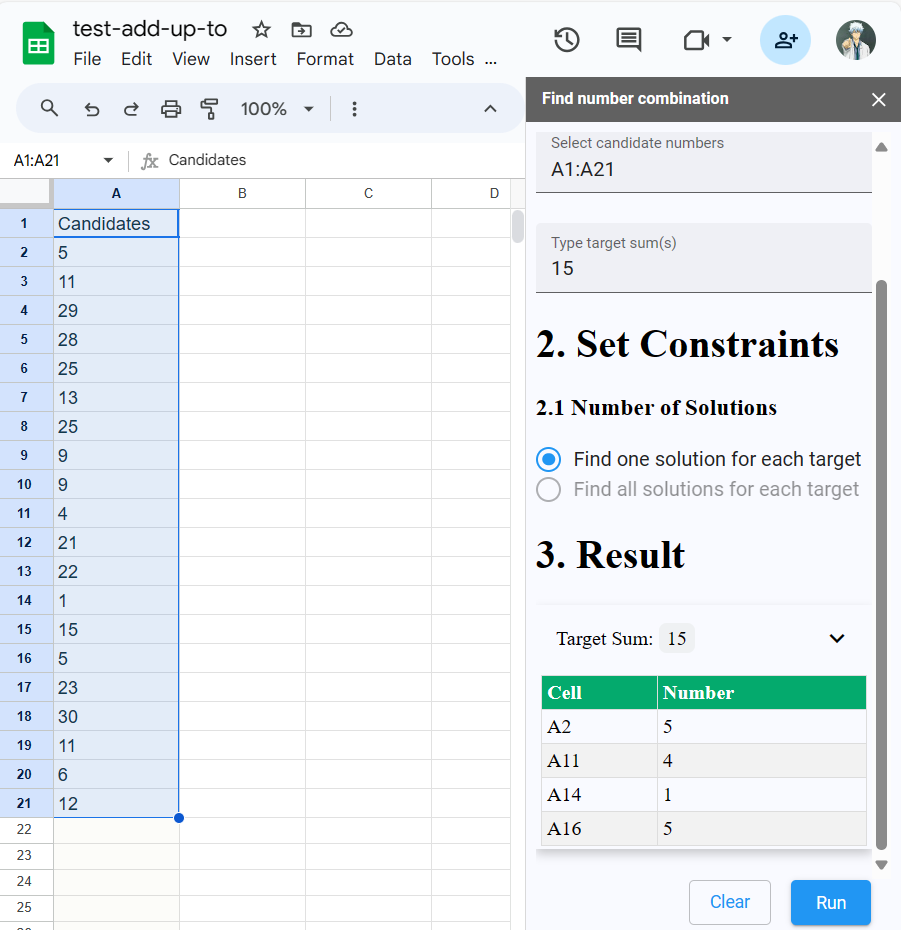 test-add-up-to
File Edit View Insert Format Data Tools ...
100%
A1:A21 fx Candidates
A B C D
1 Candidates
2 5
3 11
4 29
5 28
6 25
7 13
8 25
9 9
10 9
11 4
12 21
13 22
14 1
15 15
16 5
17 23
18 30
19 11
20 6
21 12
22
23
24
25
Find number combination
Select candidate numbers
A1:A21
Type target sum(s)
15
2. Set Constraints
2.1 Number of Solutions
Find one solution for each target
Find all solutions for each target
3. Result
Target Sum: 15
Cell Number
A2 5
A11 4
A14 1
A16 5
Clear Run